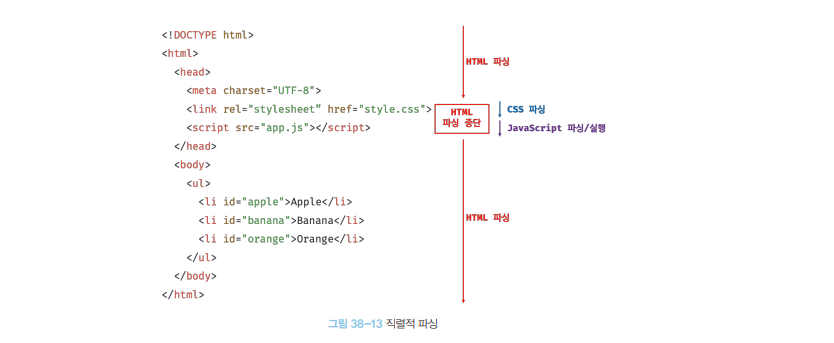 <!DOCTYPE html>
<html>
HTML 파싱
<head>
<meta charset="UTF-8">
<link rel="stylesheet” href="style.css">
HTML
파싱 중단
CSS 파싱
<script src="app.js"></script>
JavaScript 파싱/실행
</head>
<body>
<ul>
<li id="apple">Apple</li>
<li id="banana">Banana</li>
HTML 파싱
<li id="orange">Orange</li>
</ul>
</body>
</html>
그림 38-13 직렬적 파싱